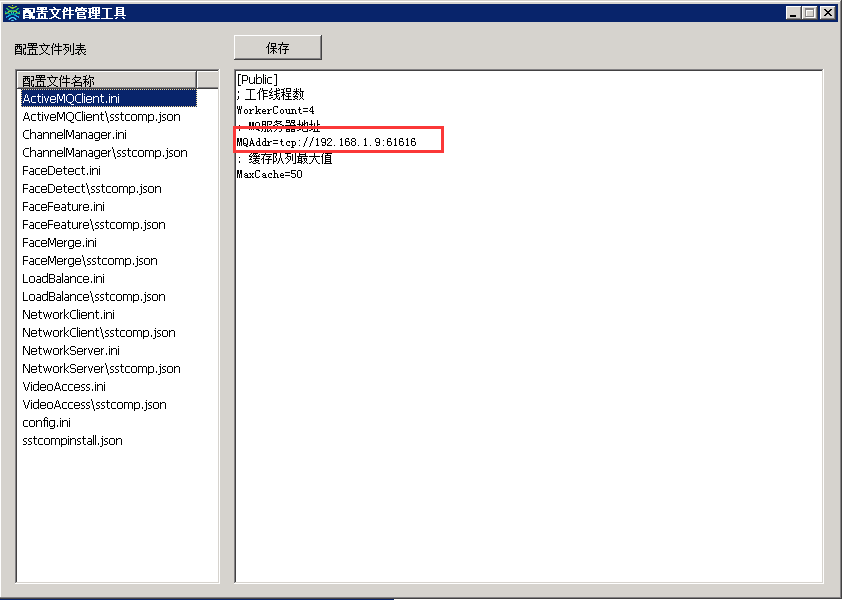 配置文件管理工具
配置文件列表
保存
配置文件名称
ActiveMQClient.ini
ActiveMQClient\sstcomp.json
ChannelManager.ini
ChannelManager\sstcomp.json
FaceDetect.ini
FaceDetect\sstcomp.json
FaceFeature.ini
FaceFeature\sstcomp.json
FaceMerge.ini
FaceMerge\sstcomp.json
LoadBalance.ini
LoadBalance\sstcomp.json
NetworkClient.ini
NetworkClient\sstcomp.json
NetworkServer.ini
NetworkServer\sstcomp.json
VideoAccess.ini
VideoAccess\sstcomp.json
config.ini
sstcompinstall.json
[Public]
; 工作线程数
WorkerCount=4
; MQ服务器地址
MQAddr=tcp://192.168.1.9:61616
; 缓存队列最大值
MaxCache=50